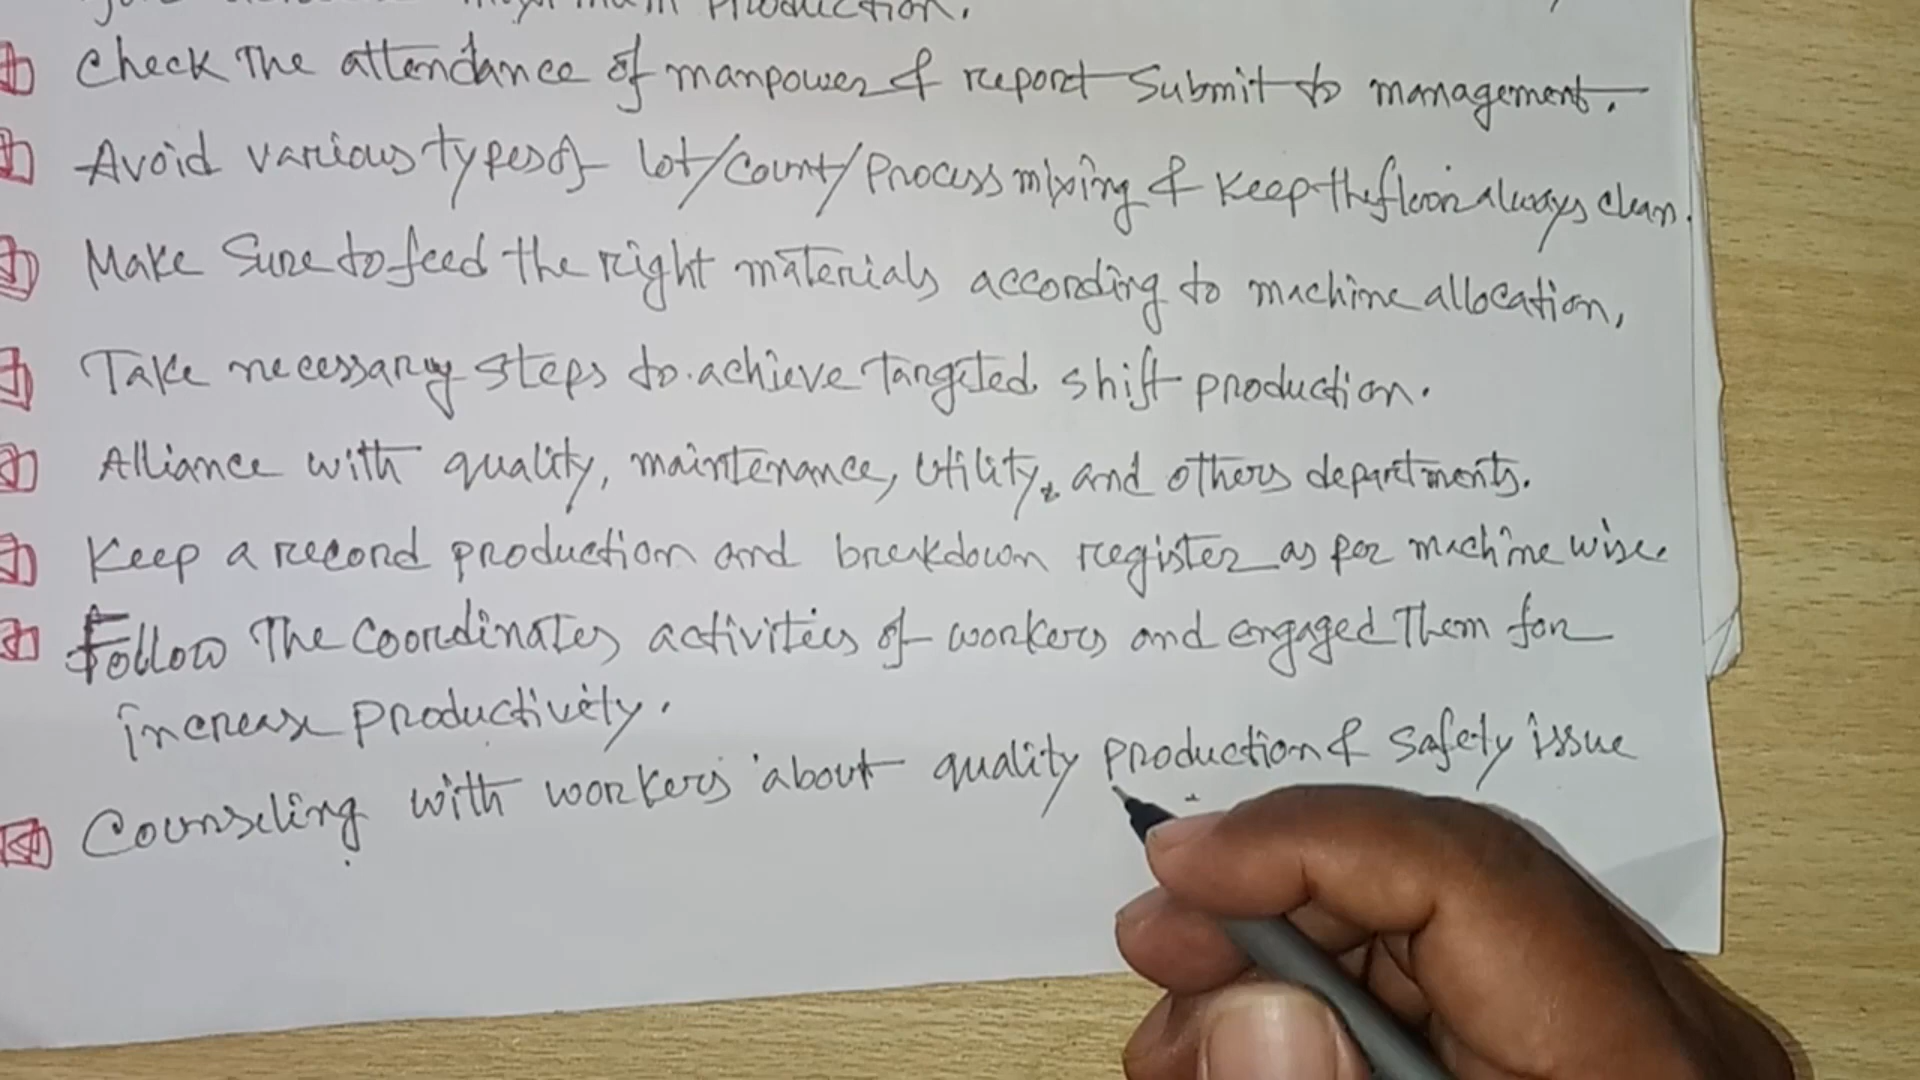 maximum production.
Check The attendance of manpower & report Submit to management.
Avoid various types of lot/Count/Process mixing & Keep the floor always clean.
Make Sure to feed the right materials according to machine allocation,
Take necessary steps to achieve targeted shift production.
Alliance with quality, maintenance, Utility, and others departments.
Keep a record production and breakdown register as per machine wise.
Follow The Coordinates activities of workers and engaged Them for
increase productivity.
Counseling with workers about quality production & safety issue